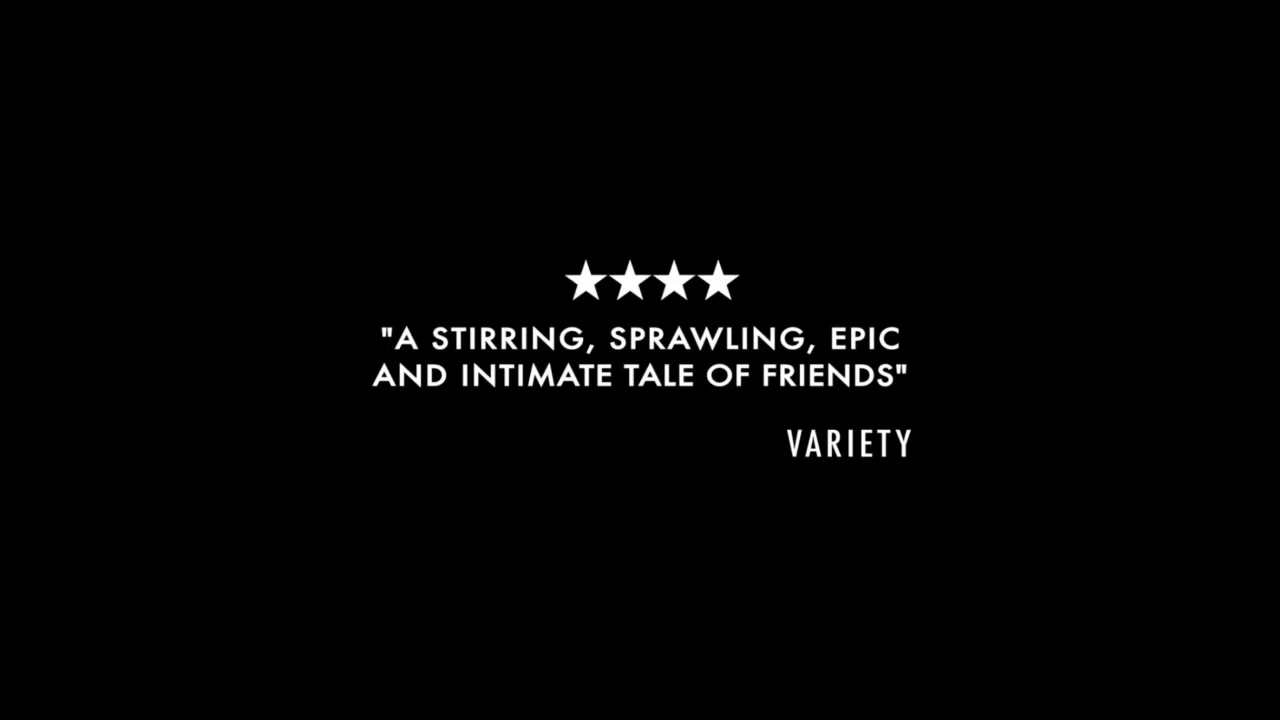 ★★★★
"A STIRRING, SPRAWLING, EPIC
AND INTIMATE TALE OF FRIENDS"
VARIETY